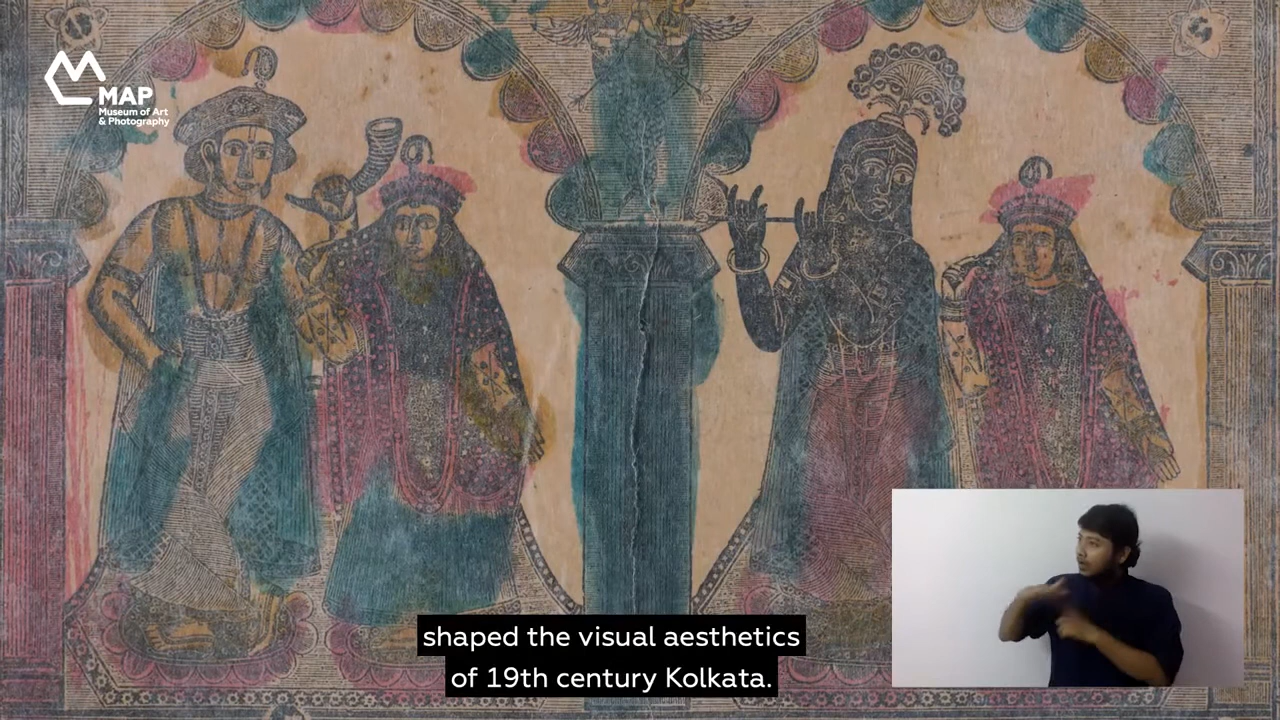 MAP
Museum of Art
& Photography
shaped the visual aesthetics
of 19th century Kolkata.